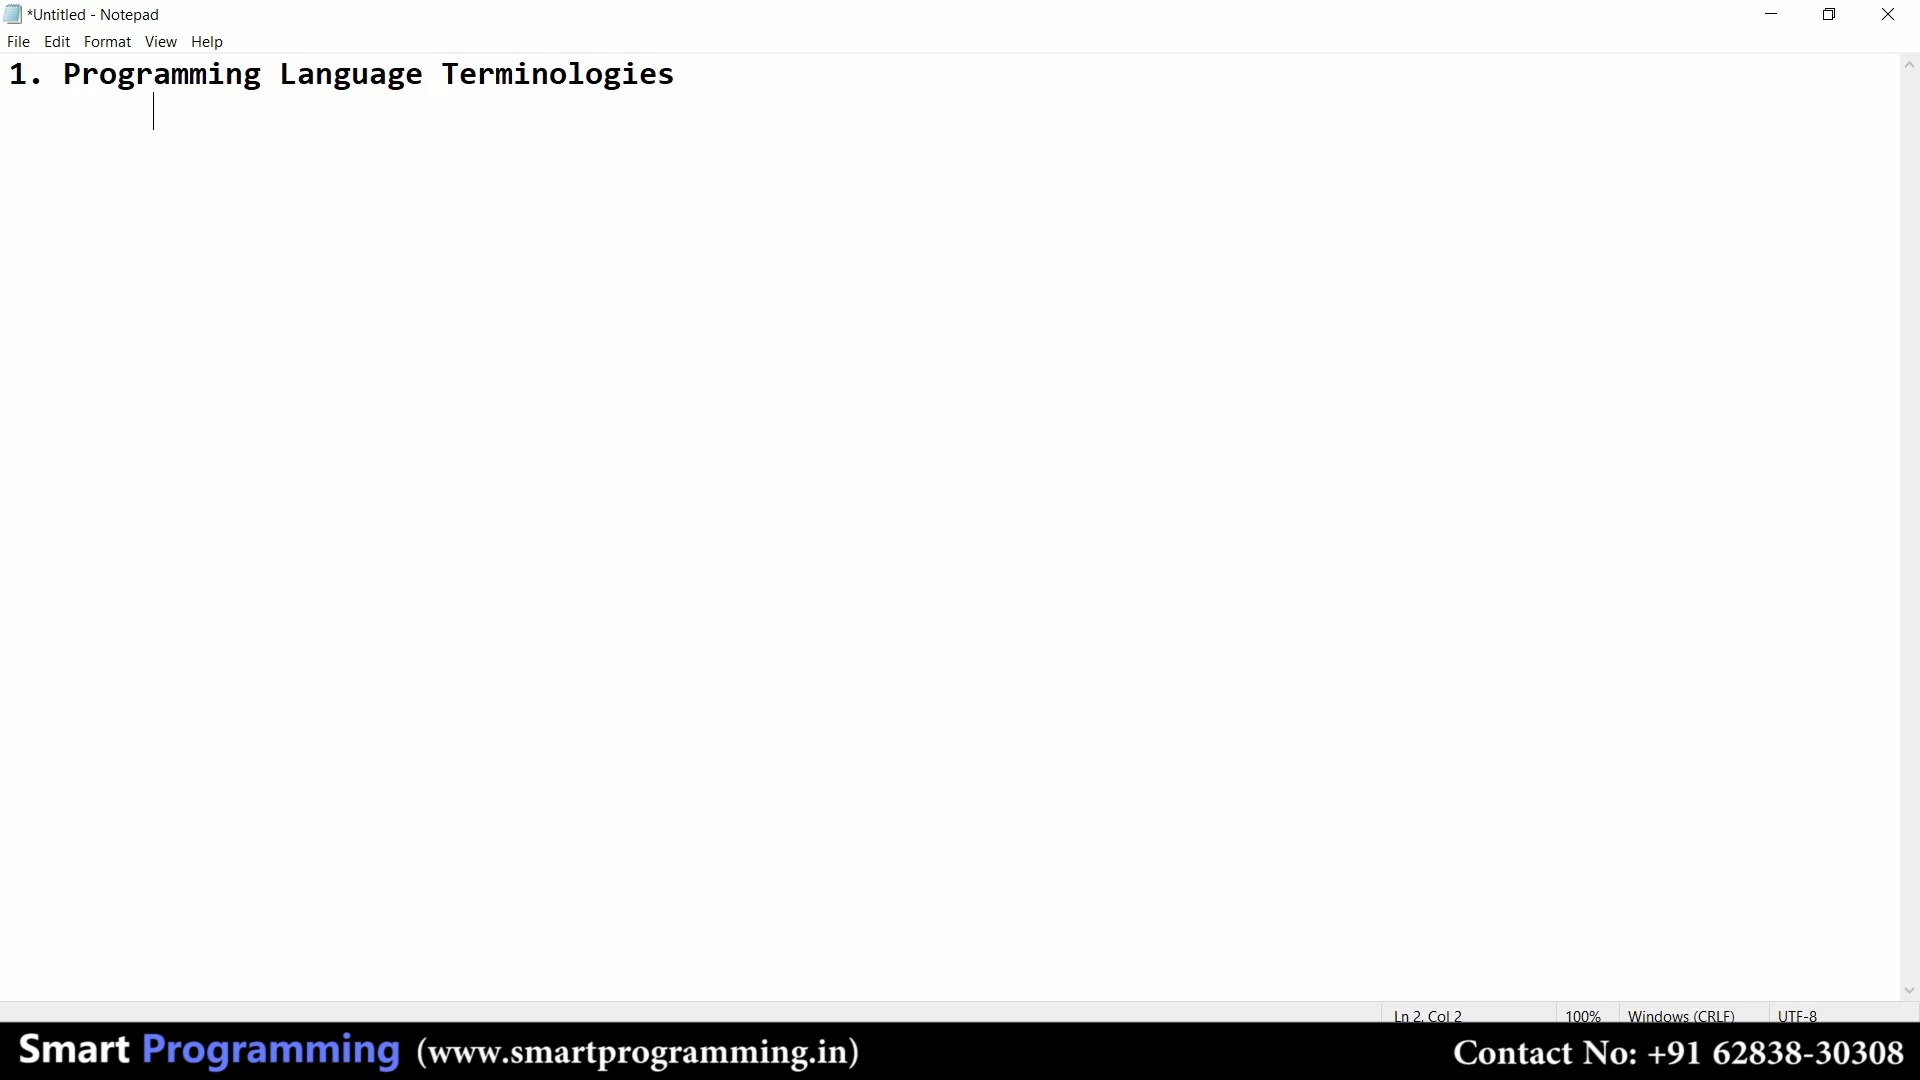 *Untitled - Notepad
File Edit Format View Help
1. Programming Language Terminologies
Ln 2, Col 2 100% Windows (CRLF) UTF-8
Smart Programming (www.smartprogramming.in) Contact No: +91 62838-30308